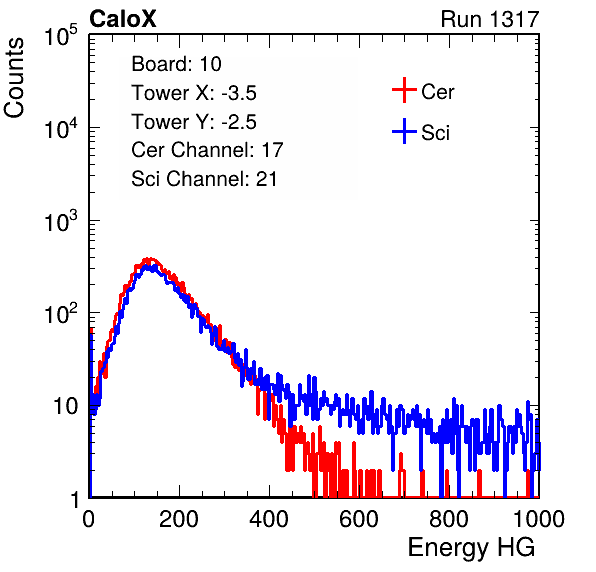 CaloX Run 1317
Counts
Board: 10
Tower X: -3.5
Tower Y: -2.5
Cer Channel: 17
Sci Channel: 21
Cer
Sci
10^5
10^4
10^3
10^2
10
1
0 200 400 600 800 1000
Energy HG